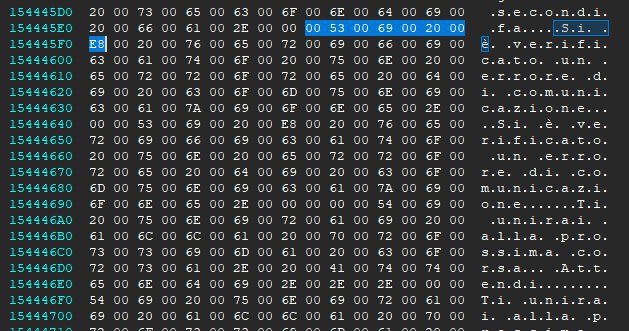 154445D0 20 00 73 00 65 00 63 00 6F 00 6E 00 64 00 69 00 .s.e.c.o.n.d.i.
154445E0 20 00 66 00 61 00 2E 00 00 00 53 00 69 00 20 00 .f.a.....S.i. .
154445F0 E8 00 20 00 76 00 65 00 72 00 69 00 66 00 69 00 è. .v.e.r.i.f.i.
15444600 63 00 61 00 74 00 6F 00 20 00 75 00 6E 00 20 00 c.a.t.o. .u.n. .
15444610 65 00 72 00 72 00 6F 00 72 00 65 00 20 00 64 00 e.r.r.o.r.e. .d.
15444620 69 00 20 00 63 00 6F 00 6D 00 75 00 6E 00 69 00 i. .c.o.m.u.n.i.
15444630 63 00 61 00 7A 00 69 00 6F 00 6E 00 65 00 2E 00 c.a.z.i.o.n.e...
15444640 00 00 53 00 69 00 20 00 E8 00 20 00 76 00 65 00 ..S.i. .è. .v.e.
15444650 72 00 69 00 66 00 69 00 63 00 61 00 74 00 6F 00 r.i.f.i.c.a.t.o.
15444660 20 00 75 00 6E 00 20 00 65 00 72 00 72 00 6F 00 .u.n. .e.r.r.o.
15444670 72 00 65 00 20 00 64 00 69 00 20 00 63 00 6F 00 r.e. .d.i. .c.o.
15444680 6D 00 75 00 6E 00 69 00 63 00 61 00 7A 00 69 00 m.u.n.i.c.a.z.i.
15444690 6F 00 6E 00 65 00 2E 00 00 00 00 00 54 00 69 00 o.n.e.......T.i.
154446A0 20 00 75 00 6E 00 69 00 72 00 61 00 69 00 20 00 .u.n.i.r.a.i. .
154446B0 61 00 6C 00 6C 00 61 00 20 00 70 00 72 00 6F 00 a.l.l.a. .p.r.o.
154446C0 73 00 73 00 69 00 6D 00 61 00 20 00 63 00 6F 00 s.s.i.m.a. .c.o.
154446D0 72 00 73 00 61 00 2E 00 20 00 41 00 74 00 74 00 r.s.a... .A.t.t.
154446E0 65 00 6E 00 64 00 69 00 2E 00 2E 00 2E 00 00 00 e.n.d.i.........
154446F0 54 00 69 00 20 00 75 00 6E 00 69 00 72 00 61 00 T.i. .u.n.i.r.a.
15444700 69 00 20 00 61 00 6C 00 6C 00 61 00 20 00 70 00 i. .a.l.l.a. .p.